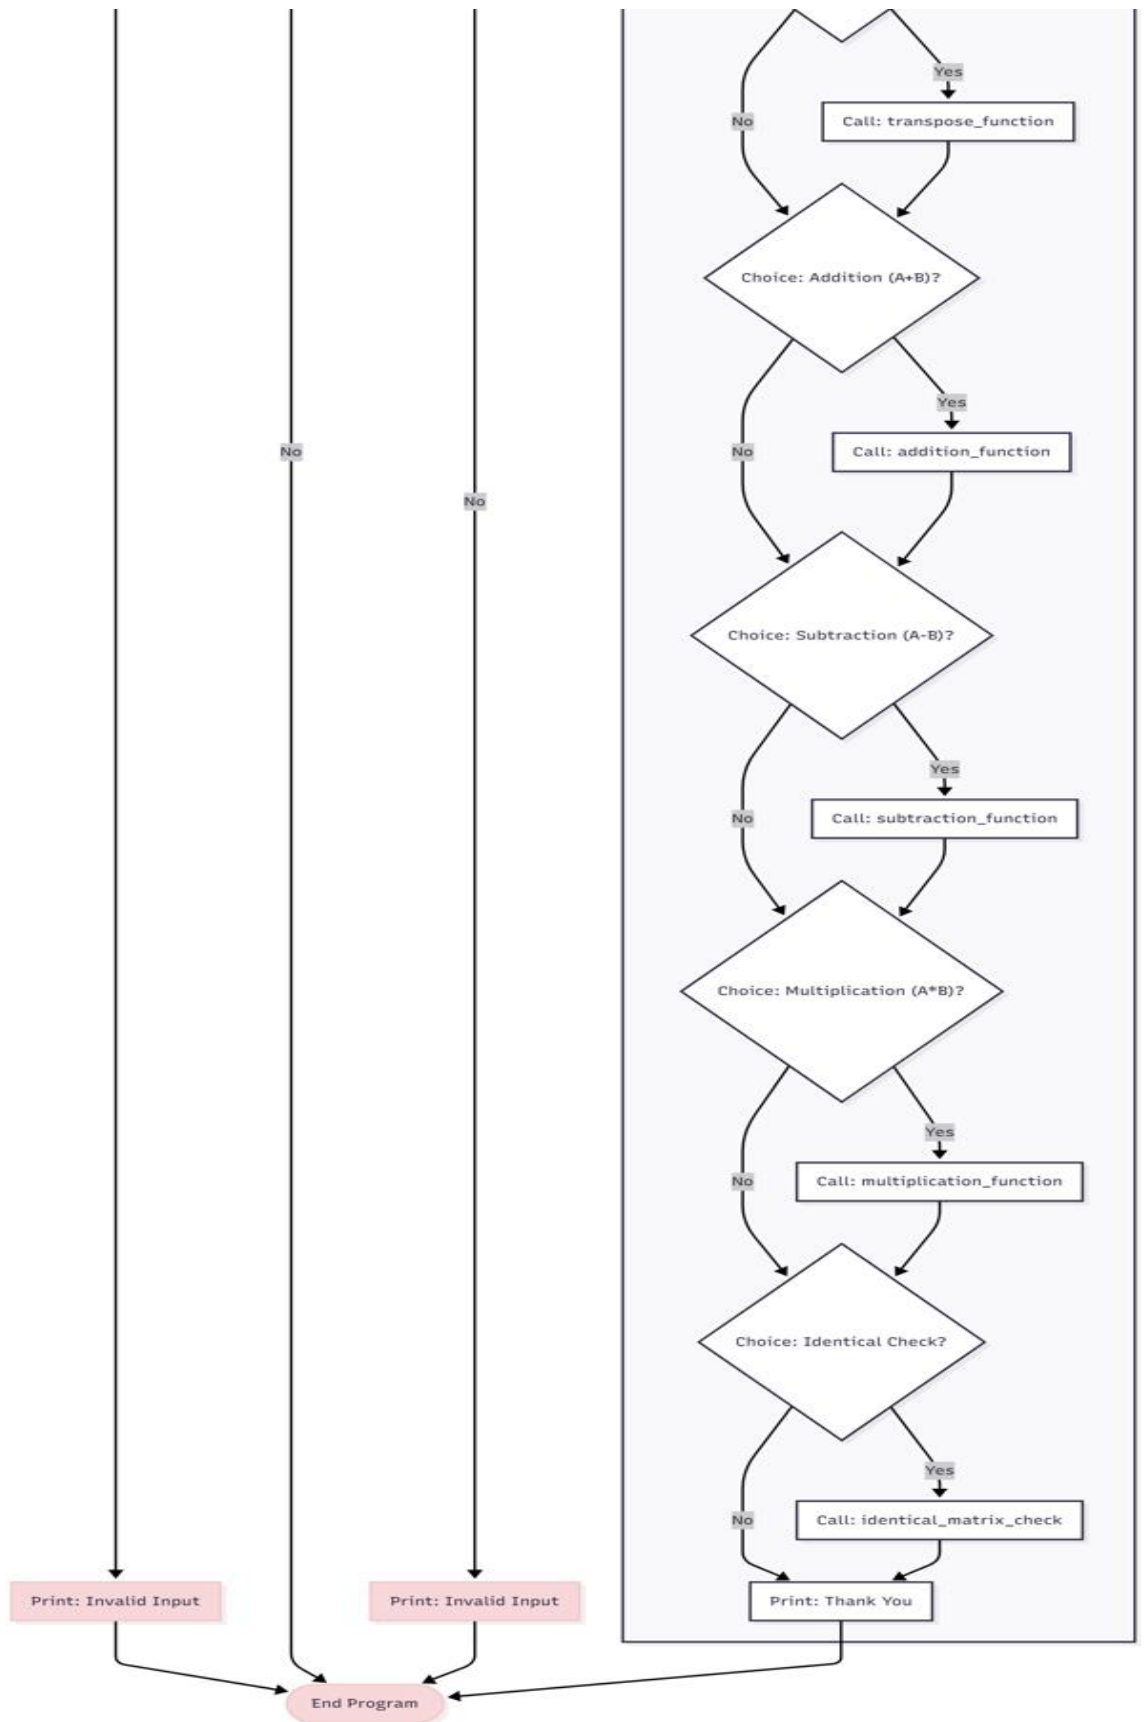 Yes
No
Call: transpose_function
Choice: Addition (A+B)?
Yes
No
No
Call: addition_function
No
Choice: Subtraction (A-B)?
Yes
No
Call: subtraction_function
Choice: Multiplication (A*B)?
Yes
No
Call: multiplication_function
Choice: Identical Check?
Yes
No
Call: identical_matrix_check
Print: Invalid Input
Print: Invalid Input
Print: Thank You
End Program